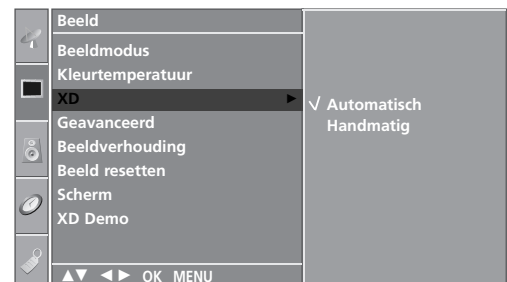 Beeld
Beeldmodus
Kleurtemperatuur
XD ►
Geavanceerd
Beeldverhouding
Beeld resetten
Scherm
XD Demo
▲▼ ◄► OK MENU
√ Automatisch
Handmatig